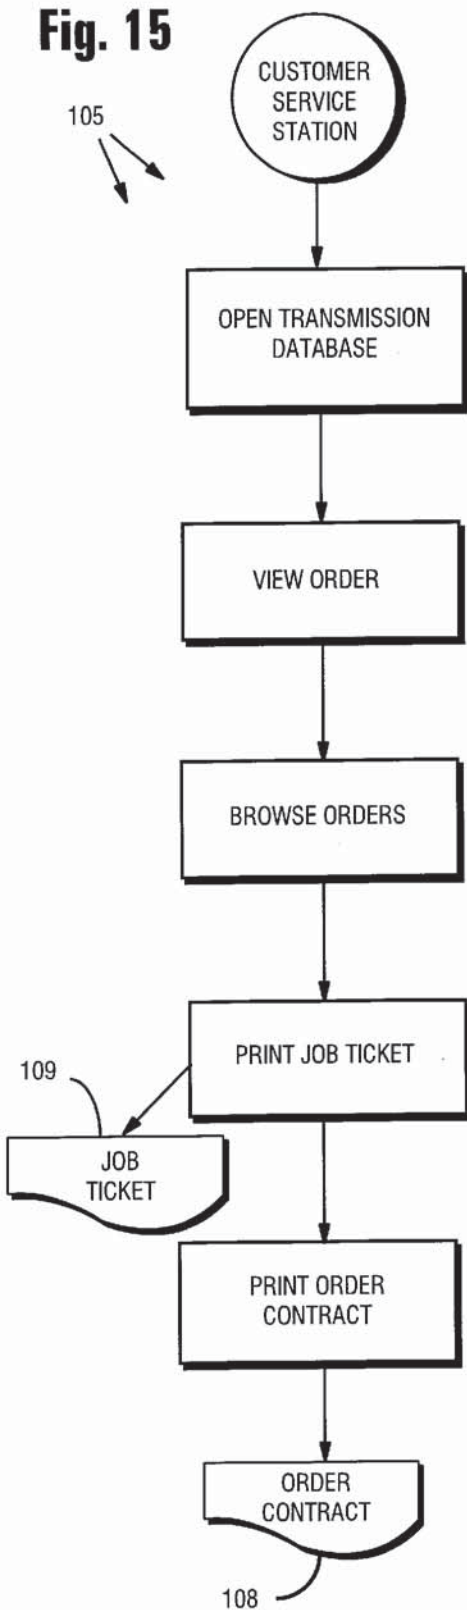 Fig. 15
105
CUSTOMER
SERVICE
STATION
OPEN TRANSMISSION
DATABASE
VIEW ORDER
BROWSE ORDERS
PRINT JOB TICKET
109
JOB
TICKET
PRINT ORDER
CONTRACT
ORDER
CONTRACT
108